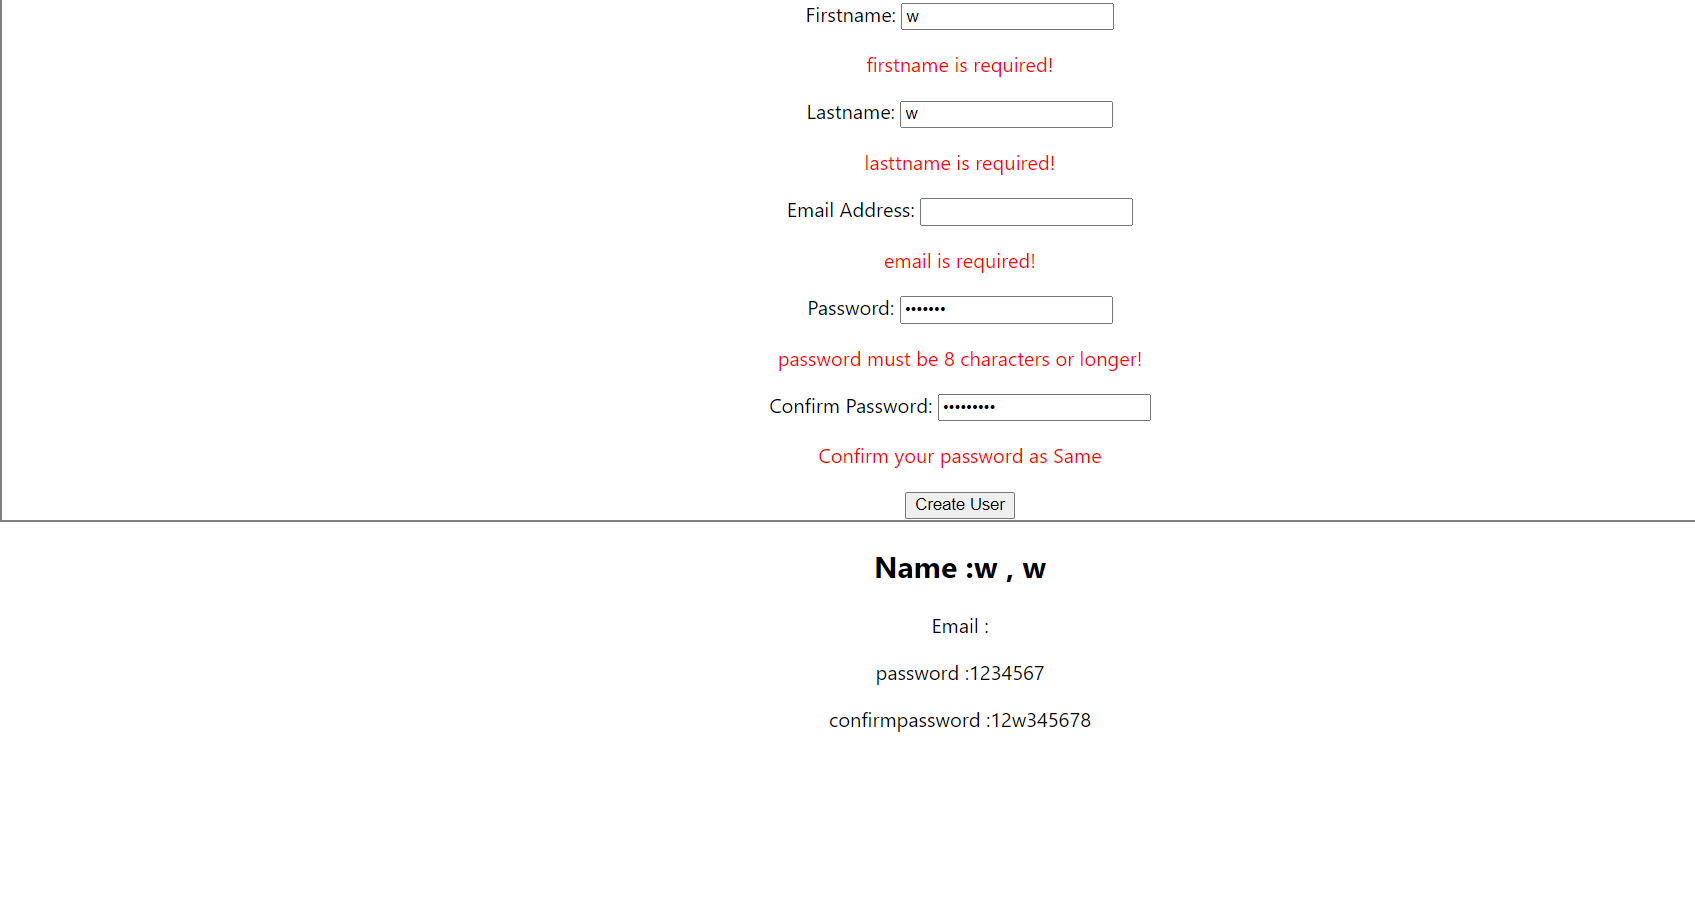 Firstname: w
firstname is required!
Lastname: w
lasttname is required!
Email Address:
email is required!
Password: •••••••
password must be 8 characters or longer!
Confirm Password: •••••••••
Confirm your password as Same
Create User
Name :w , w
Email :
password :1234567
confirmpassword :12w345678